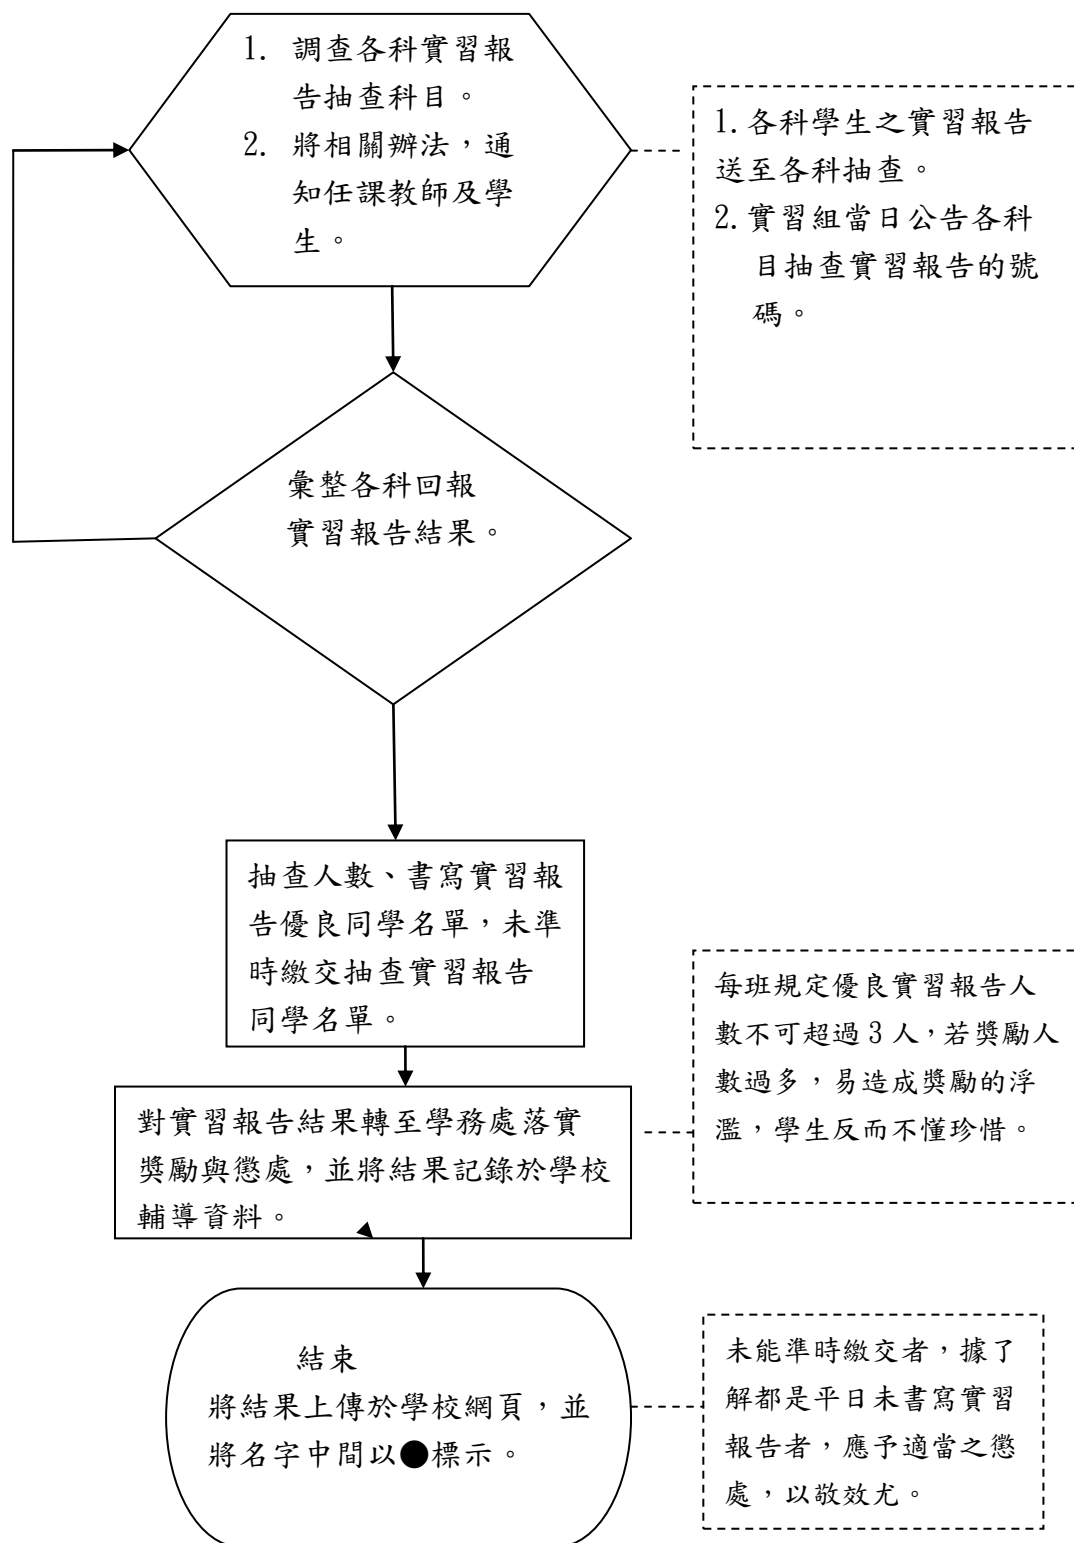 1. 調查各科實習報
告抽查科目。
2. 將相關辦法，通
知任課教師及學
生。
1.各科學生之實習報告
送至各科抽查。
2.實習組當日公告各科
目抽查實習報告的號
碼。
彙整各科回報
實習報告結果。
抽查人數、書寫實習報
告優良同學名單，未準
時繳交抽查實習報告
同學名單。
每班規定優良實習報告人
數不可超過3人，若獎勵人
數過多，易造成獎勵的浮
濫，學生反而不懂珍惜。
對實習報告結果轉至學務處落實
獎勵與懲處，並將結果記錄於學校
輔導資料。
結束
將結果上傳於學校網頁，並
將名字中間以●標示。
未能準時繳交者，據了
解都是平日未書寫實習
報告者，應予適當之懲
處，以敬效尤。